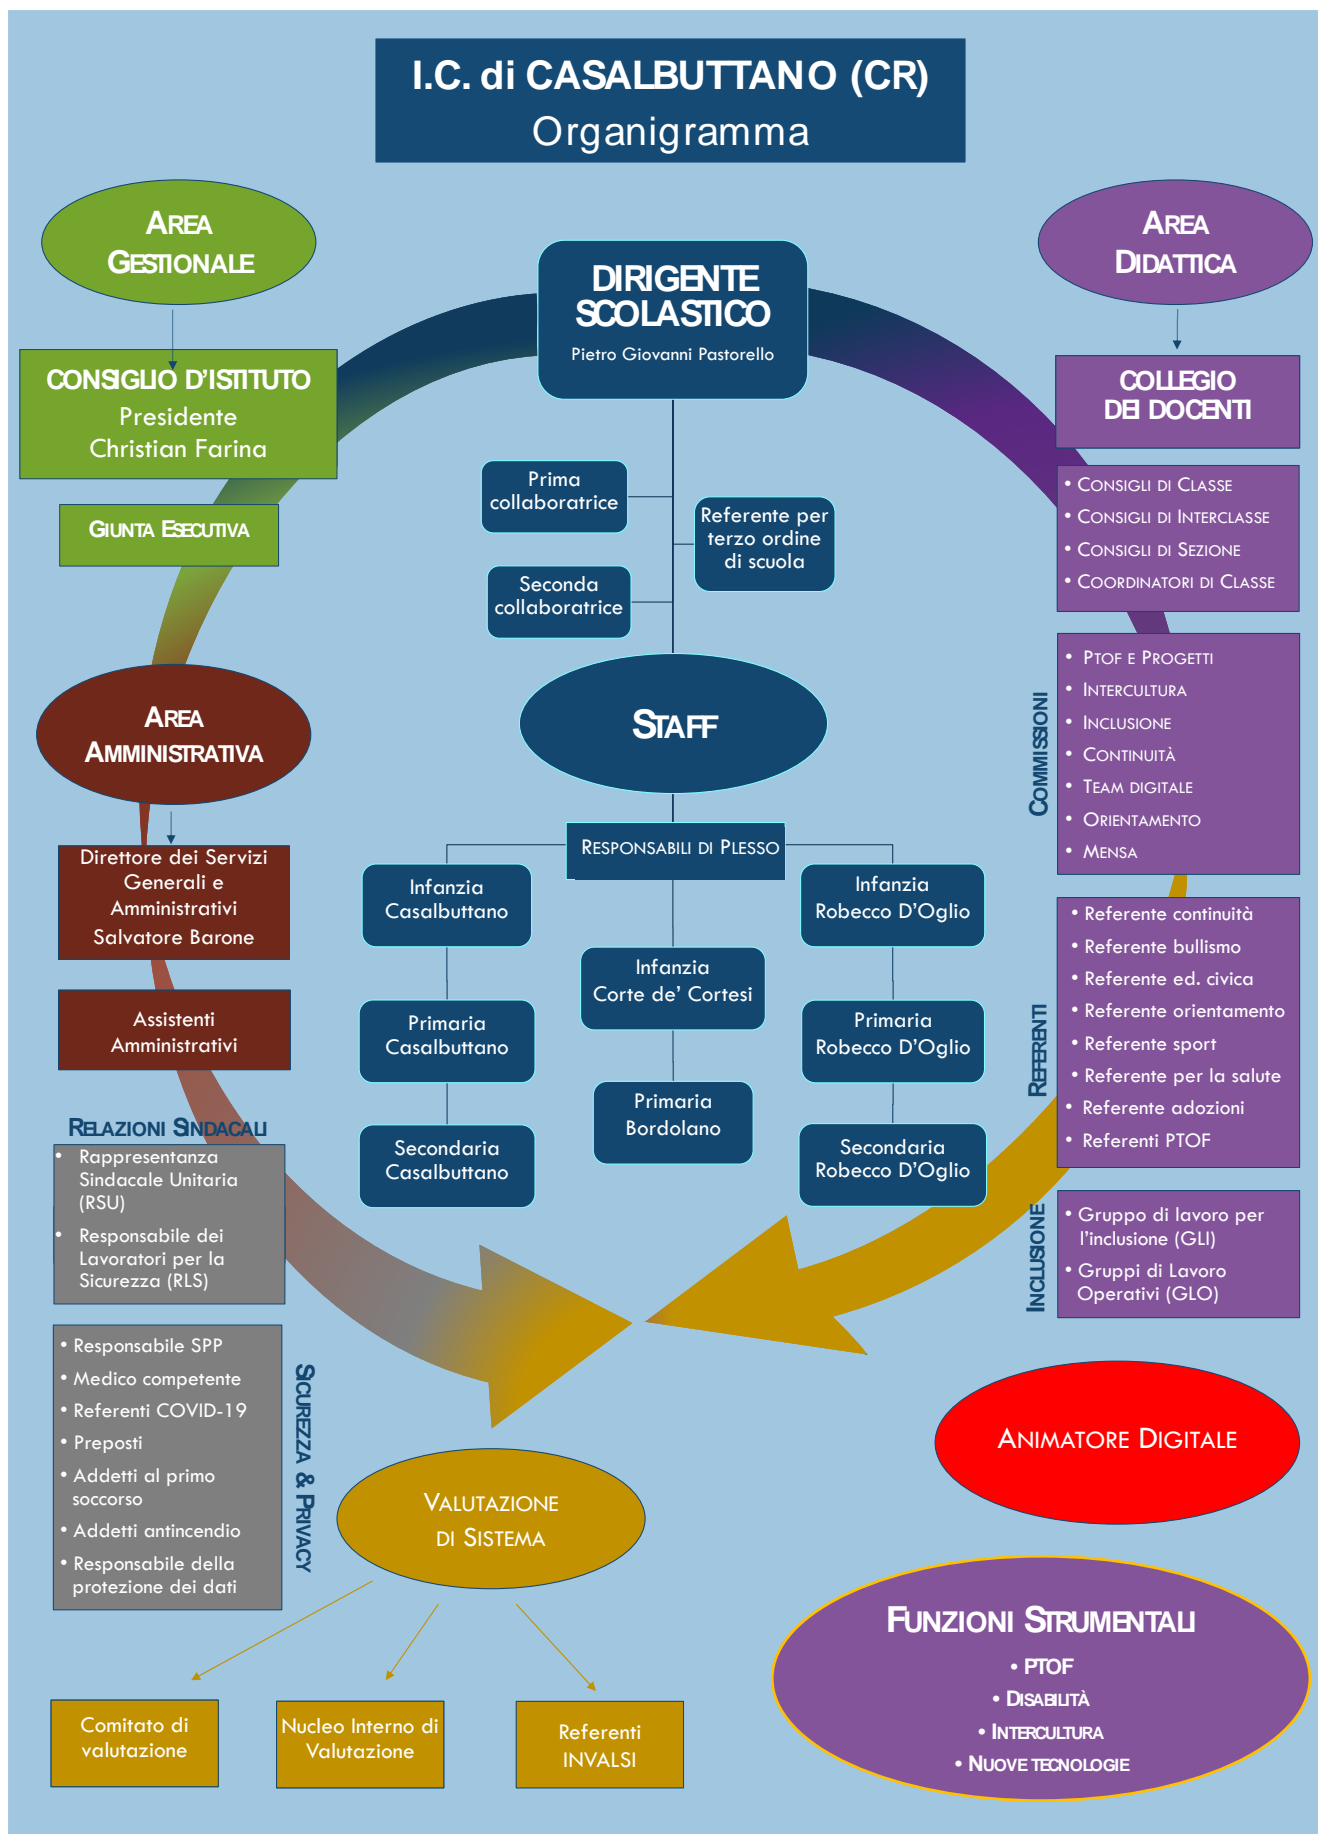 I.C. di CASALBUTTANO (CR)
Organigramma
AREA
GESTIONALE
CONSIGLIO D'ISTITUTO
Presidente
Christian Farina
GIUNTA ESECUTIVA
AREA
AMMINISTRATIVA
Direttore dei Servizi
Generali e
Amministrativi
Salvatore Barone
Assistenti
Amministrativi
RELAZIONI SINDACALI
• Rappresentanza
Sindacale Unitaria
(RSU)
• Responsabile dei
Lavoratori per la
Sicurezza (RLS)
• Responsabile SPP
• Medico competente
• Referenti COVID-19
• Preposti
• Addetti al primo
soccorso
• Addetti antincendio
• Responsabile della
protezione dei dati
SICUREZZA & PRIVACY
DIRIGENTE
SCOLASTICO
Pietro Giovanni Pastorello
Prima
collaboratrice
Referente per
terzo ordine
di scuola
Seconda
collaboratrice
STAFF
RESPONSABILI DI PLESSO
Infanzia
Casalbuttano
Primaria
Casalbuttano
Secondaria
Casalbuttano
Infanzia
Corte de' Cortesi
Primaria
Bordolano
Infanzia
Robecco D'Oglio
Primaria
Robecco D'Oglio
Secondaria
Robecco D'Oglio
AREA
DIDATTICA
COLLEGIO
DEI DOCENTI
• CONSIGLI DI CLASSE
• CONSIGLI DI INTERCLASSE
• CONSIGLI DI SEZIONE
• COORDINATORI DI CLASSE
COMMISSIONI
• PTOF E PROGETTI
• INTERCULTURA
• INCLUSIONE
• CONTINUITÀ
• TEAM DIGITALE
• ORIENTAMENTO
• MENSA
REFERENTI
• Referente continuità
• Referente bullismo
• Referente ed. civica
• Referente orientamento
• Referente sport
• Referente per la salute
• Referente adozioni
• Referenti PTOF
INCLUSIONE
• Gruppo di lavoro per
l'inclusione (GLI)
• Gruppi di Lavoro
Operativi (GLO)
ANIMATORE DIGITALE
VALUTAZIONE
DI SISTEMA
Comitato di
valutazione
Nucleo Interno di
Valutazione
Referenti
INVALSI
FUNZIONI STRUMENTALI
• PTOF
• DISABILITÀ
• INTERCULTURA
• NUOVE TECNOLOGIE